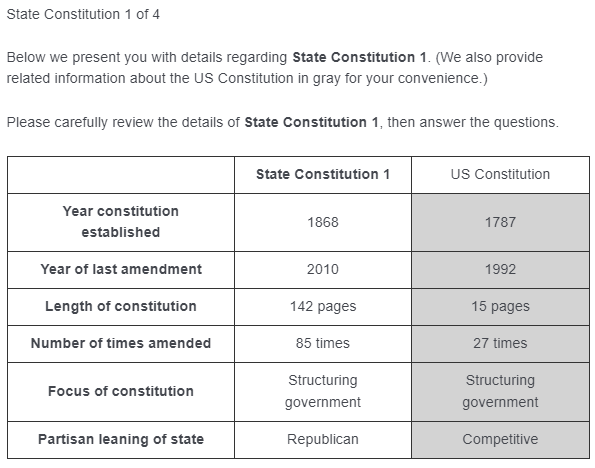 State Constitution 1 of 4
Below we present you with details regarding State Constitution 1. (We also provide
related information about the US Constitution in gray for your convenience.)
Please carefully review the details of State Constitution 1, then answer the questions.
State Constitution 1 US Constitution
Year constitution
established 1868 1787
Year of last amendment 2010 1992
Length of constitution 142 pages 15 pages
Number of times amended 85 times 27 times
Focus of constitution Structuring
government Structuring
government
Partisan leaning of state Republican Competitive